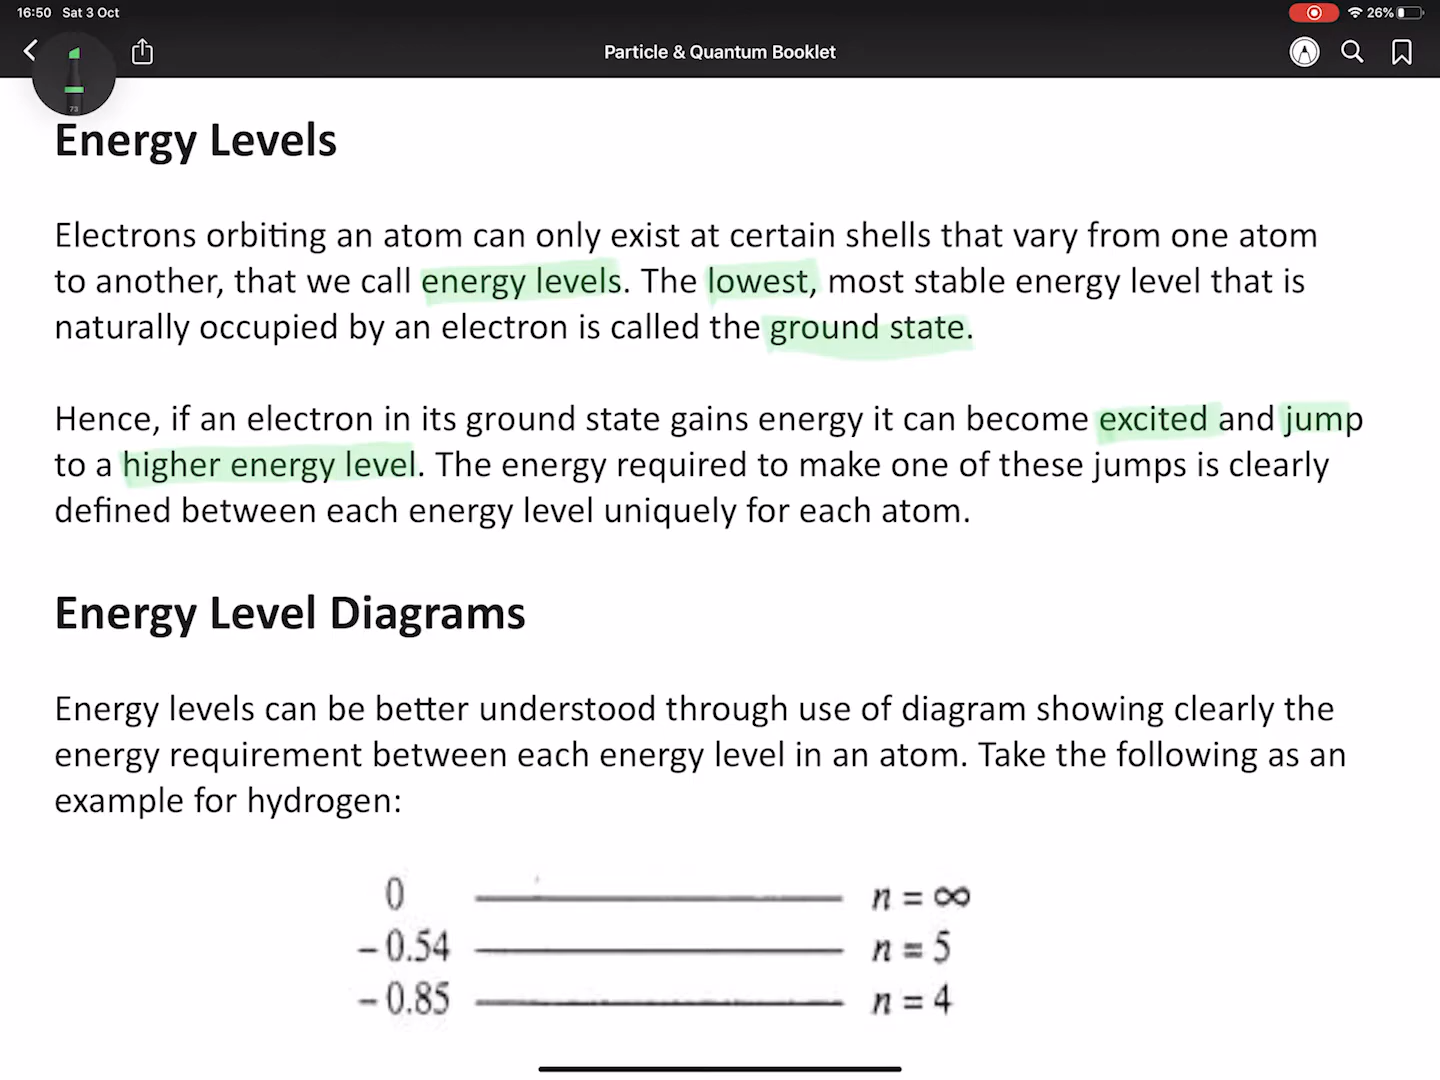 16:50 Sat 3 Oct
26%
Particle & Quantum Booklet
73
Energy Levels
Electrons orbiting an atom can only exist at certain shells that vary from one atom
to another, that we call energy levels. The lowest, most stable energy level that is
naturally occupied by an electron is called the ground state.
Hence, if an electron in its ground state gains energy it can become excited and jump
to a higher energy level. The energy required to make one of these jumps is clearly
defined between each energy level uniquely for each atom.
Energy Level Diagrams
Energy levels can be better understood through use of diagram showing clearly the
energy requirement between each energy level in an atom. Take the following as an
example for hydrogen:
0 n = ∞
−0.54 n = 5
−0.85 n = 4